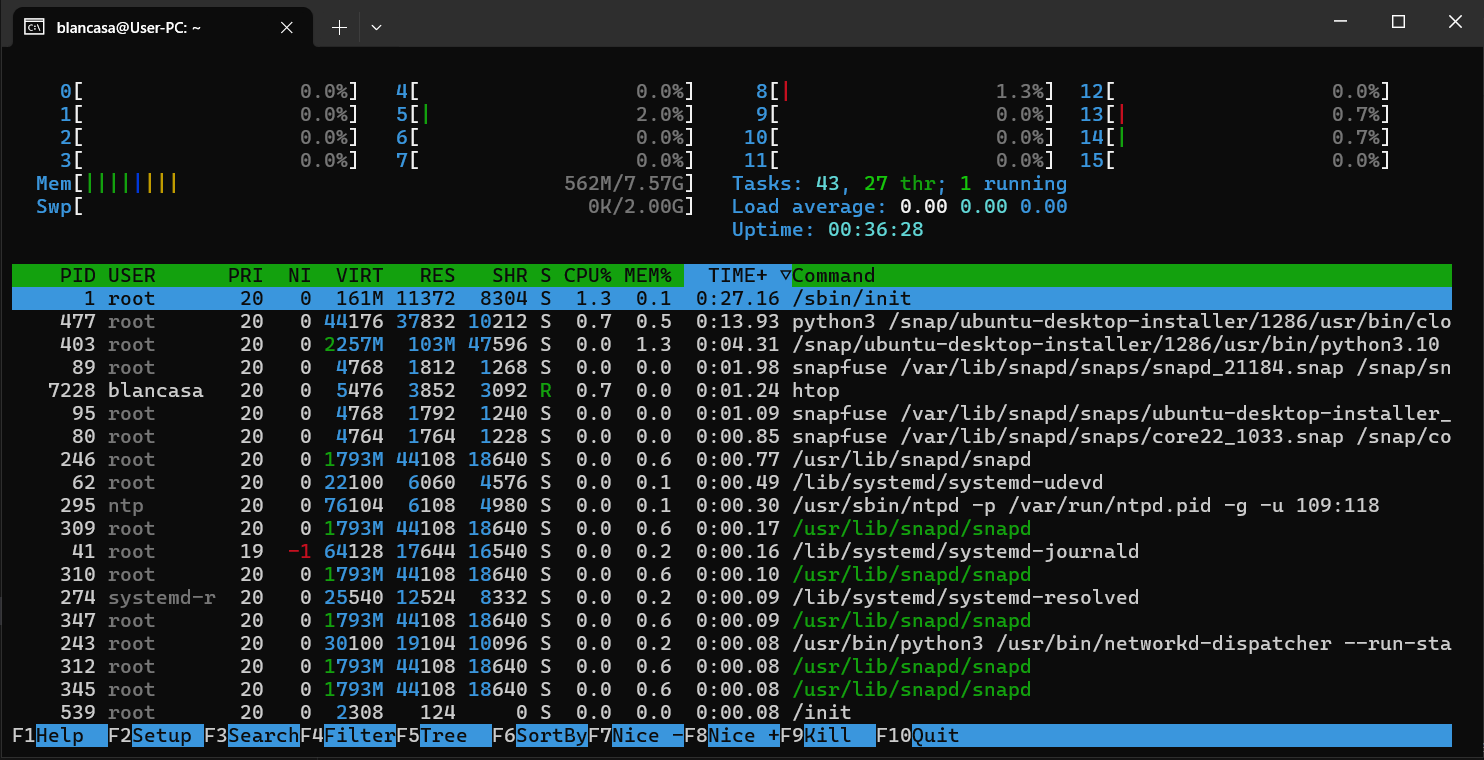 blancasa@User-PC: ~
0[ 0.0%] 4[ 0.0%] 8[| 1.3%] 12[ 0.0%]
1[ 0.0%] 5[| 2.0%] 9[ 0.0%] 13[| 0.7%]
2[ 0.0%] 6[ 0.0%] 10[ 0.0%] 14[| 0.7%]
3[ 0.0%] 7[ 0.0%] 11[ 0.0%] 15[ 0.0%]
Mem[|||||||| 562M/7.57G] Tasks: 43, 27 thr; 1 running
Swp[ 0K/2.00G] Load average: 0.00 0.00 0.00
Uptime: 00:36:28
PID USER PRI NI VIRT RES SHR S CPU% MEM% TIME+ ▽Command
1 root 20 0 161M 11372 8304 S 1.3 0.1 0:27.16 /sbin/init
477 root 20 0 44176 37832 10212 S 0.7 0.5 0:13.93 python3 /snap/ubuntu-desktop-installer/1286/usr/bin/clo
403 root 20 0 2257M 103M 47596 S 0.0 1.3 0:04.31 /snap/ubuntu-desktop-installer/1286/usr/bin/python3.10
89 root 20 0 4768 1812 1268 S 0.0 0.0 0:01.98 snapfuse /var/lib/snapd/snaps/snapd_21184.snap /snap/sn
7228 blancasa 20 0 5476 3852 3092 R 0.7 0.0 0:01.24 htop
95 root 20 0 4768 1792 1240 S 0.0 0.0 0:01.09 snapfuse /var/lib/snapd/snaps/ubuntu-desktop-installer_
80 root 20 0 4764 1764 1228 S 0.0 0.0 0:00.85 snapfuse /var/lib/snapd/snaps/core22_1033.snap /snap/co
246 root 20 0 1793M 44108 18640 S 0.0 0.6 0:00.77 /usr/lib/snapd/snapd
62 root 20 0 22100 6060 4576 S 0.0 0.1 0:00.49 /lib/systemd/systemd-udevd
295 ntp 20 0 76104 6108 4980 S 0.0 0.1 0:00.30 /usr/sbin/ntpd -p /var/run/ntpd.pid -g -u 109:118
309 root 20 0 1793M 44108 18640 S 0.0 0.6 0:00.17 /usr/lib/snapd/snapd
41 root 19 -1 64128 17644 16540 S 0.0 0.2 0:00.16 /lib/systemd/systemd-journald
310 root 20 0 1793M 44108 18640 S 0.0 0.6 0:00.10 /usr/lib/snapd/snapd
274 systemd-r 20 0 25540 12524 8332 S 0.0 0.2 0:00.09 /lib/systemd/systemd-resolved
347 root 20 0 1793M 44108 18640 S 0.0 0.6 0:00.09 /usr/lib/snapd/snapd
243 root 20 0 30100 19104 10096 S 0.0 0.2 0:00.08 /usr/bin/python3 /usr/bin/networkd-dispatcher --run-sta
312 root 20 0 1793M 44108 18640 S 0.0 0.6 0:00.08 /usr/lib/snapd/snapd
345 root 20 0 1793M 44108 18640 S 0.0 0.6 0:00.08 /usr/lib/snapd/snapd
539 root 20 0 2308 124 0 S 0.0 0.0 0:00.08 /init
F1Help F2Setup F3SearchF4FilterF5Tree F6SortByF7Nice -F8Nice +F9Kill F10Quit